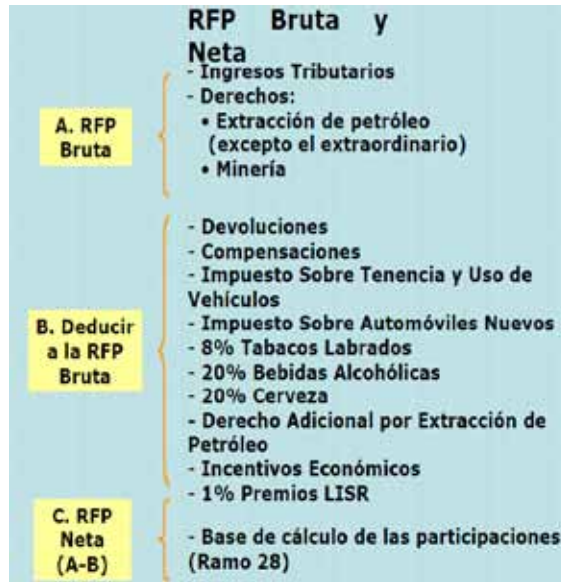 RFP Bruta y
Neta
A. RFP
Bruta
- Ingresos Tributarios
- Derechos:
• Extracción de petróleo
(excepto el extraordinario)
• Minería
B. Deducir
a la RFP
Bruta
- Devoluciones
- Compensaciones
- Impuesto Sobre Tenencia y Uso de
Vehículos
- Impuesto Sobre Automóviles Nuevos
- 8% Tabacos Labrados
- 20% Bebidas Alcohólicas
- 20% Cerveza
- Derecho Adicional por Extracción de
Petróleo
- Incentivos Económicos
- 1% Premios LISR
C. RFP
Neta
(A-B)
- Base de cálculo de las participaciones
(Ramo 28)